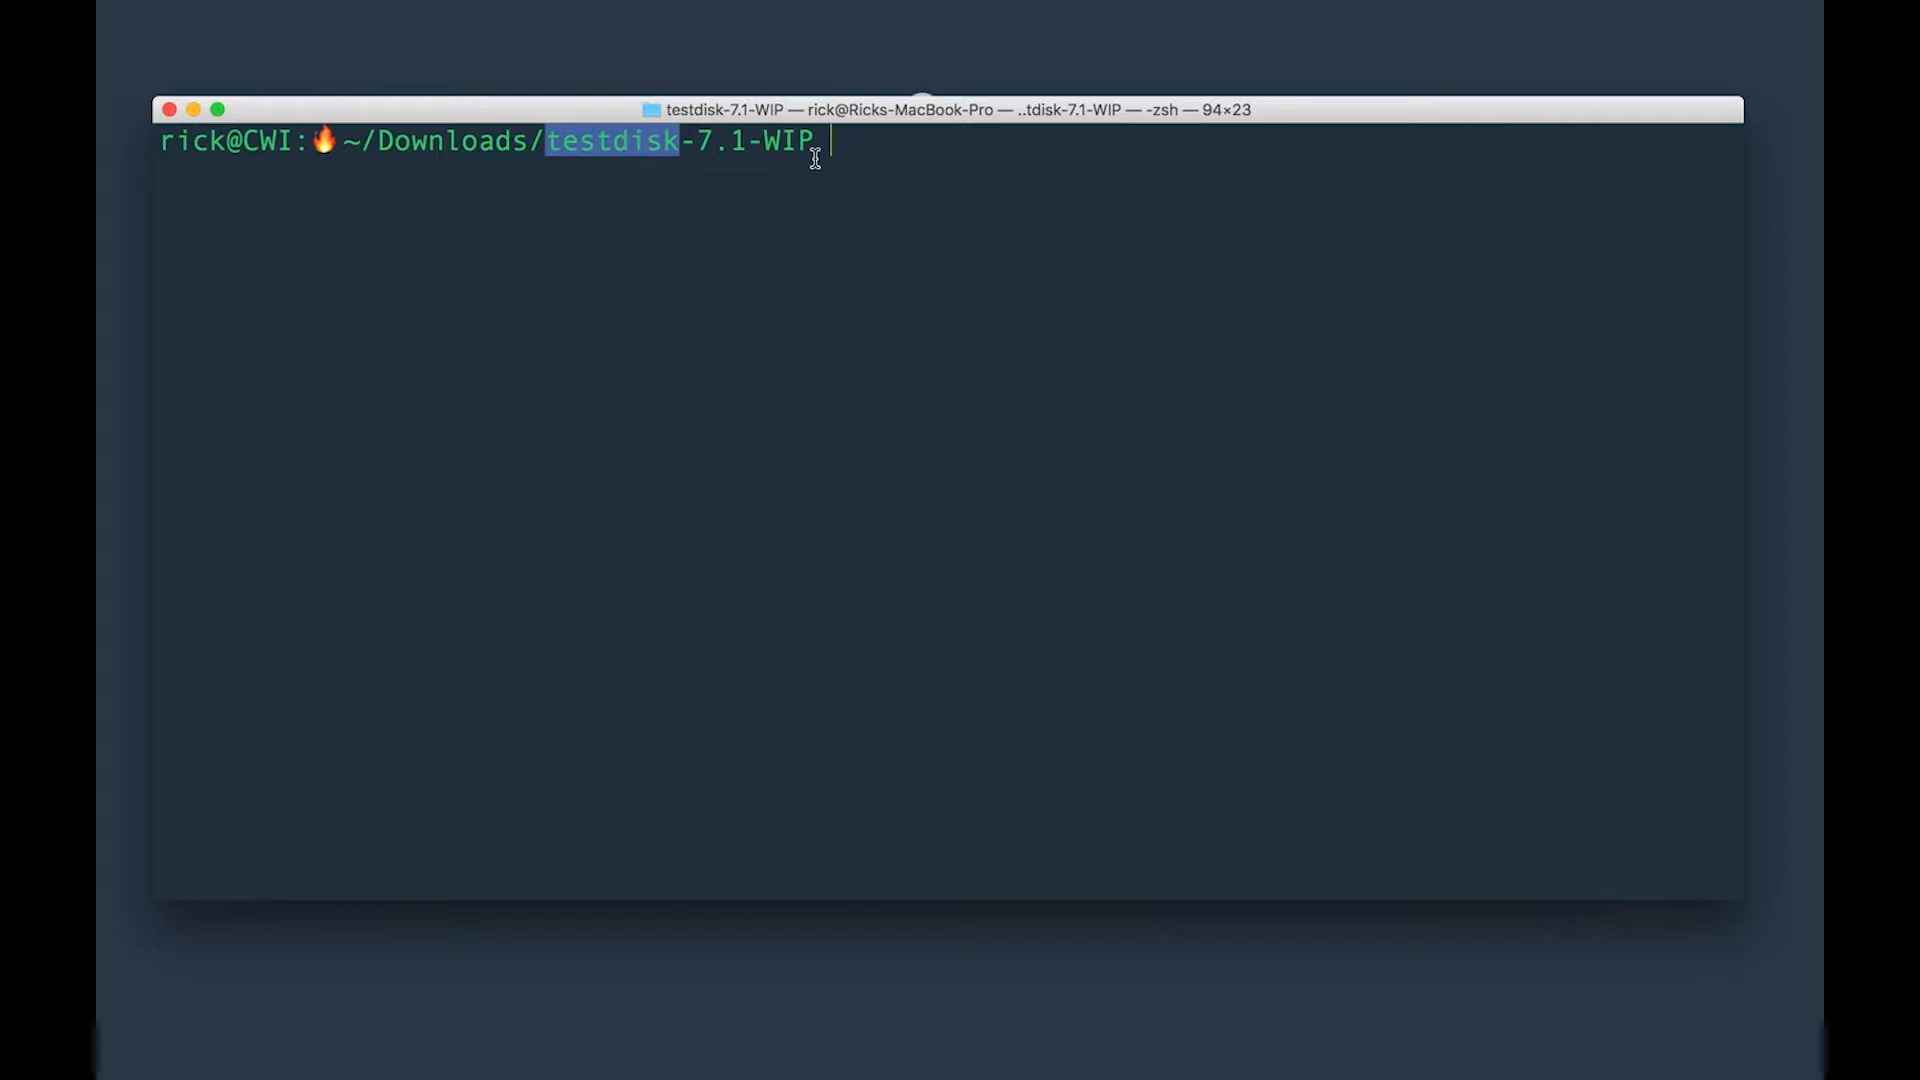 testdisk-7.1-WIP — rick@Ricks-MacBook-Pro — ..tdisk-7.1-WIP — -zsh — 94×23
rick@CWI:🔥~/Downloads/testdisk-7.1-WIP